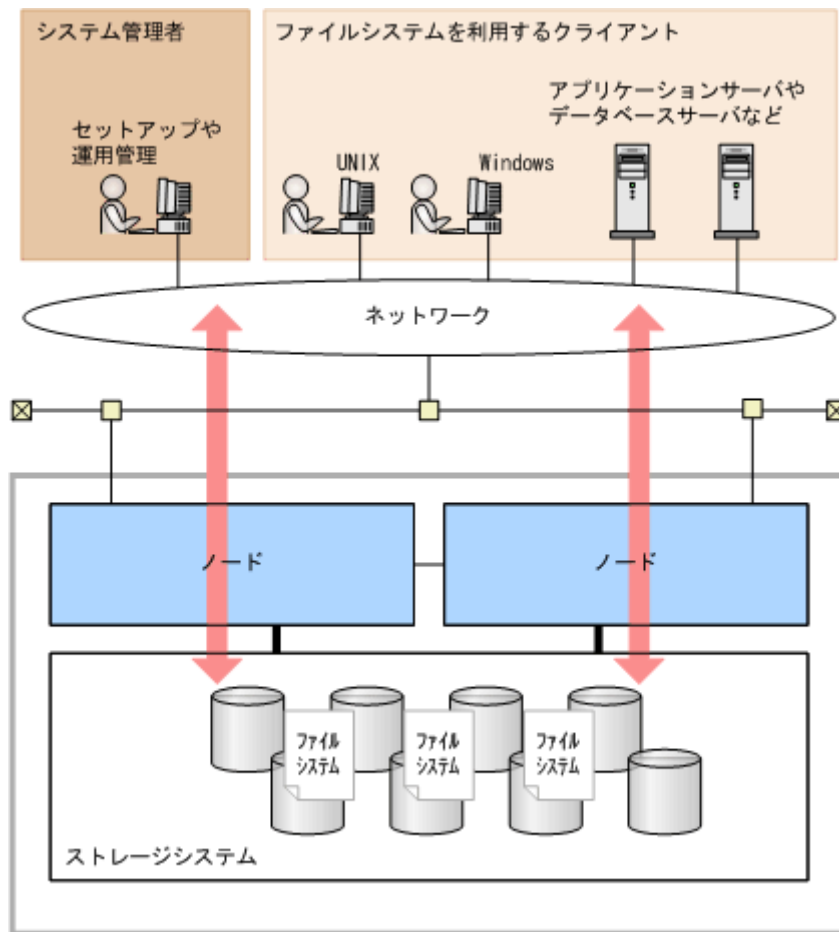 システム管理者
ファイルシステムを利用するクライアント
セットアップや
運用管理
UNIX
Windows
アプリケーションサーバや
データベースサーバなど
ネットワーク
ノード
ノード
ファイル
システム
ファイル
システム
ファイル
システム
ストレージシステム